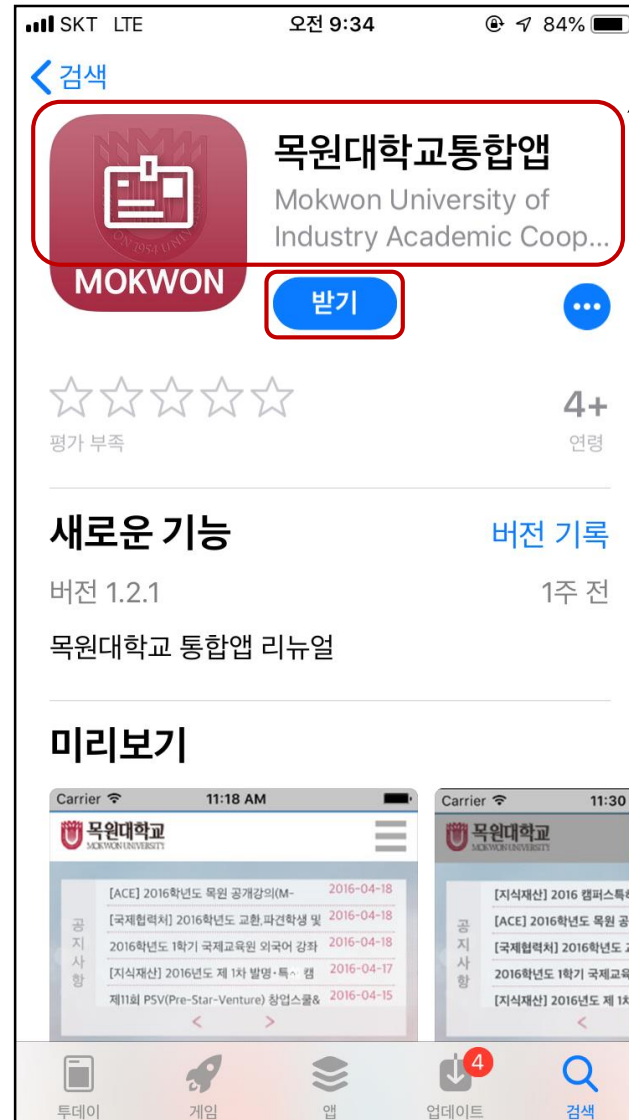 SKT LTE 오전 9:34 84%
검색
목원대학교통합앱
Mokwon University of
Industry Academic Coop...
MOKWON
받기
4+
평가 부족 연령
새로운 기능 버전 기록
버전 1.2.1 1주 전
목원대학교 통합앱 리뉴얼
미리보기
Carrier 11:18 AM
목원대학교
MOKWON UNIVERSITY
공지사항
[ACE] 2016학년도 목원 공개강의(M- 2016-04-18
[국제협력처] 2016학년도 교환,파견학생 및 2016-04-18
2016학년도 1학기 국제교육원 외국어 강좌 2016-04-18
[지식재산] 2016년도 제 1차 발명·특~ 캠 2016-04-17
제11회 PSV(Pre-Star-Venture) 창업스쿨& 2016-04-15
< >
Carrier 11:30
목원대학교
MOKWON UNIVERSITY
공지사항
[지식재산] 2016 캠퍼스특허
[ACE] 2016학년도 목원 공
[국제협력처] 2016학년도
2016학년도 1학기 국제교육
[지식재산] 2016년도 제 1차
<
4
투데이 게임 앱 업데이트 검색